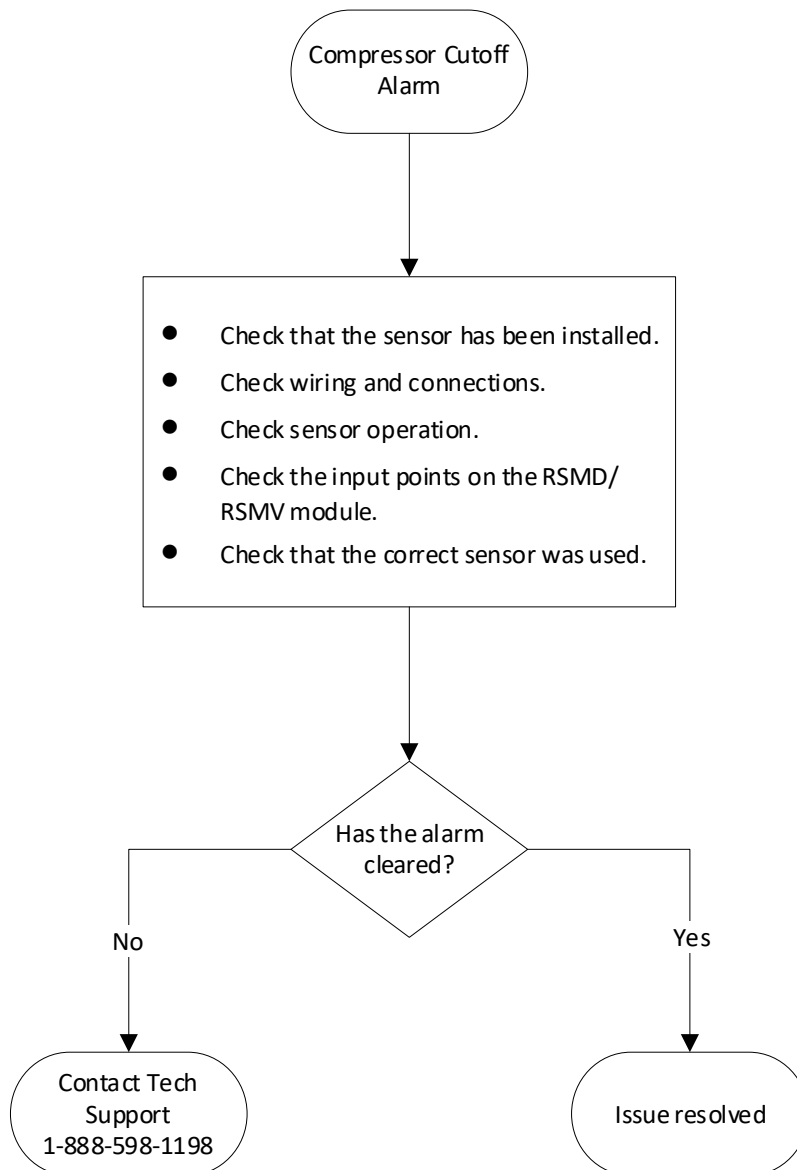 Compressor Cutoff
Alarm
● Check that the sensor has been installed.
● Check wiring and connections.
● Check sensor operation.
● Check the input points on the RSMD/
RSMV module.
● Check that the correct sensor was used.
Has the alarm
cleared?
No
Yes
Contact Tech
Support
1-888-598-1198
Issue resolved